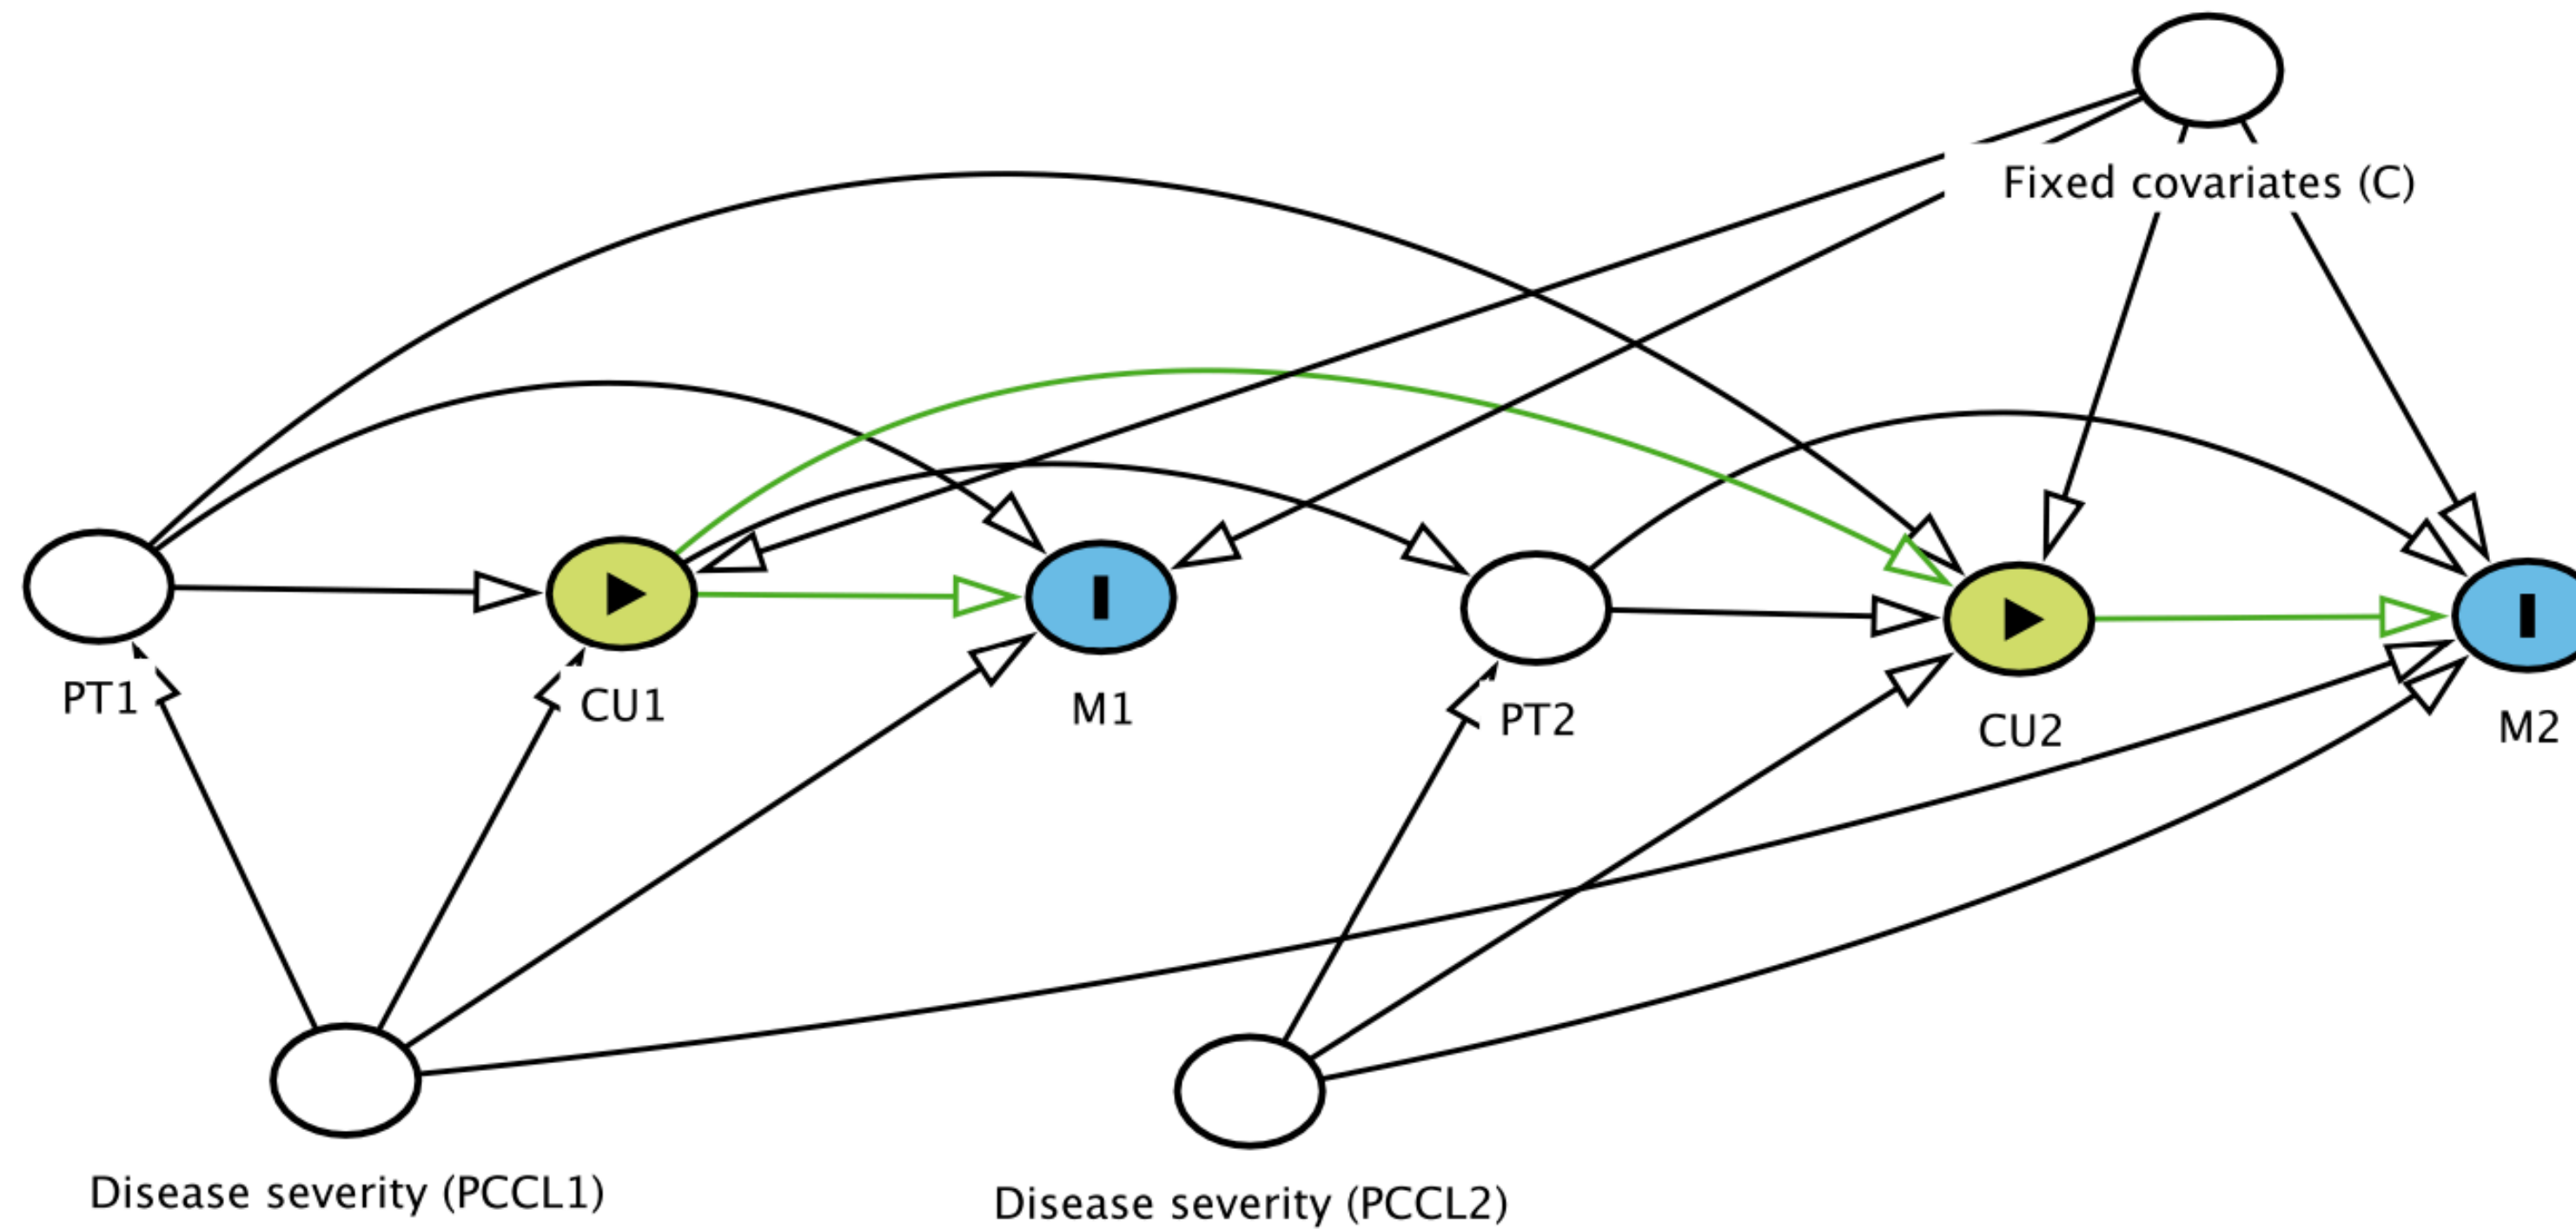 Fixed covariates (C)
PT1
CU1
M1
PT2
CU2
M2
Disease severity (PCCL1)
Disease severity (PCCL2)